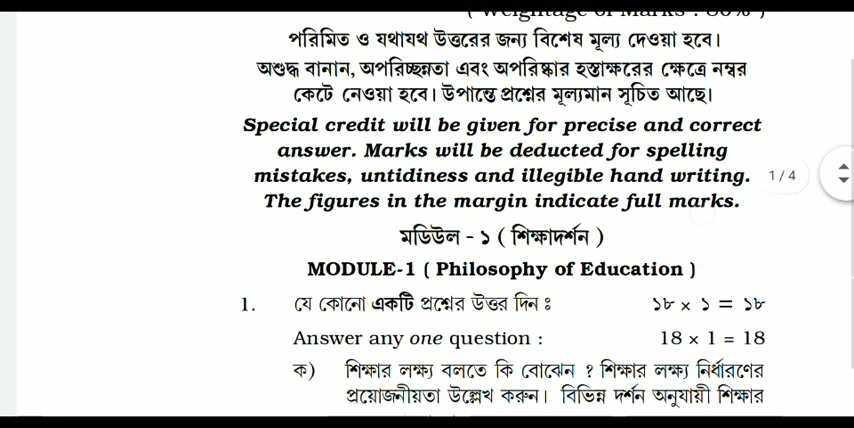 ( Weightage of Marks : 80% )
পরিমিত ও যথাযথ উত্তরের জন্য বিশেষ মূল্য দেওয়া হবে।
অশুদ্ধ বানান, অপরিচ্ছন্নতা এবং অপরিষ্কার হস্তাক্ষরের ক্ষেত্রে নম্বর
কেটে নেওয়া হবে। উপান্তে প্রশ্নের মূল্যমান সূচিত আছে।
Special credit will be given for precise and correct
answer. Marks will be deducted for spelling
mistakes, untidiness and illegible hand writing.
1 / 4
The figures in the margin indicate full marks.
মডিউল - ১ ( শিক্ষাদর্শন )
MODULE-1 ( Philosophy of Education )
1. যে কোনো একটি প্রশ্নের উত্তর দিন ঃ ১৮ × ১ = ১৮
Answer any one question : 18 × 1 = 18
ক) শিক্ষার লক্ষ্য বলতে কি বোঝেন ? শিক্ষার লক্ষ্য নির্ধারণের
প্রয়োজনীয়তা উল্লেখ করুন। বিভিন্ন দর্শন অনুযায়ী শিক্ষার